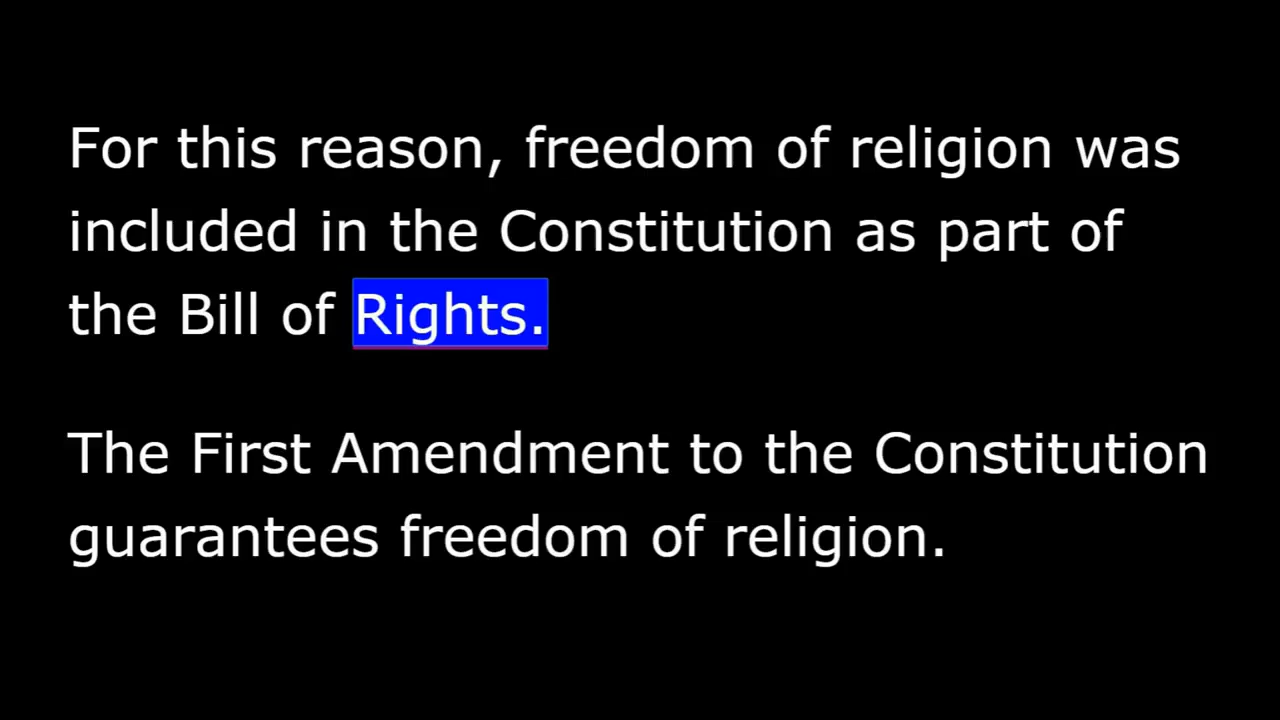 For this reason, freedom of religion was
included in the Constitution as part of
the Bill of Rights.
The First Amendment to the Constitution
guarantees freedom of religion.